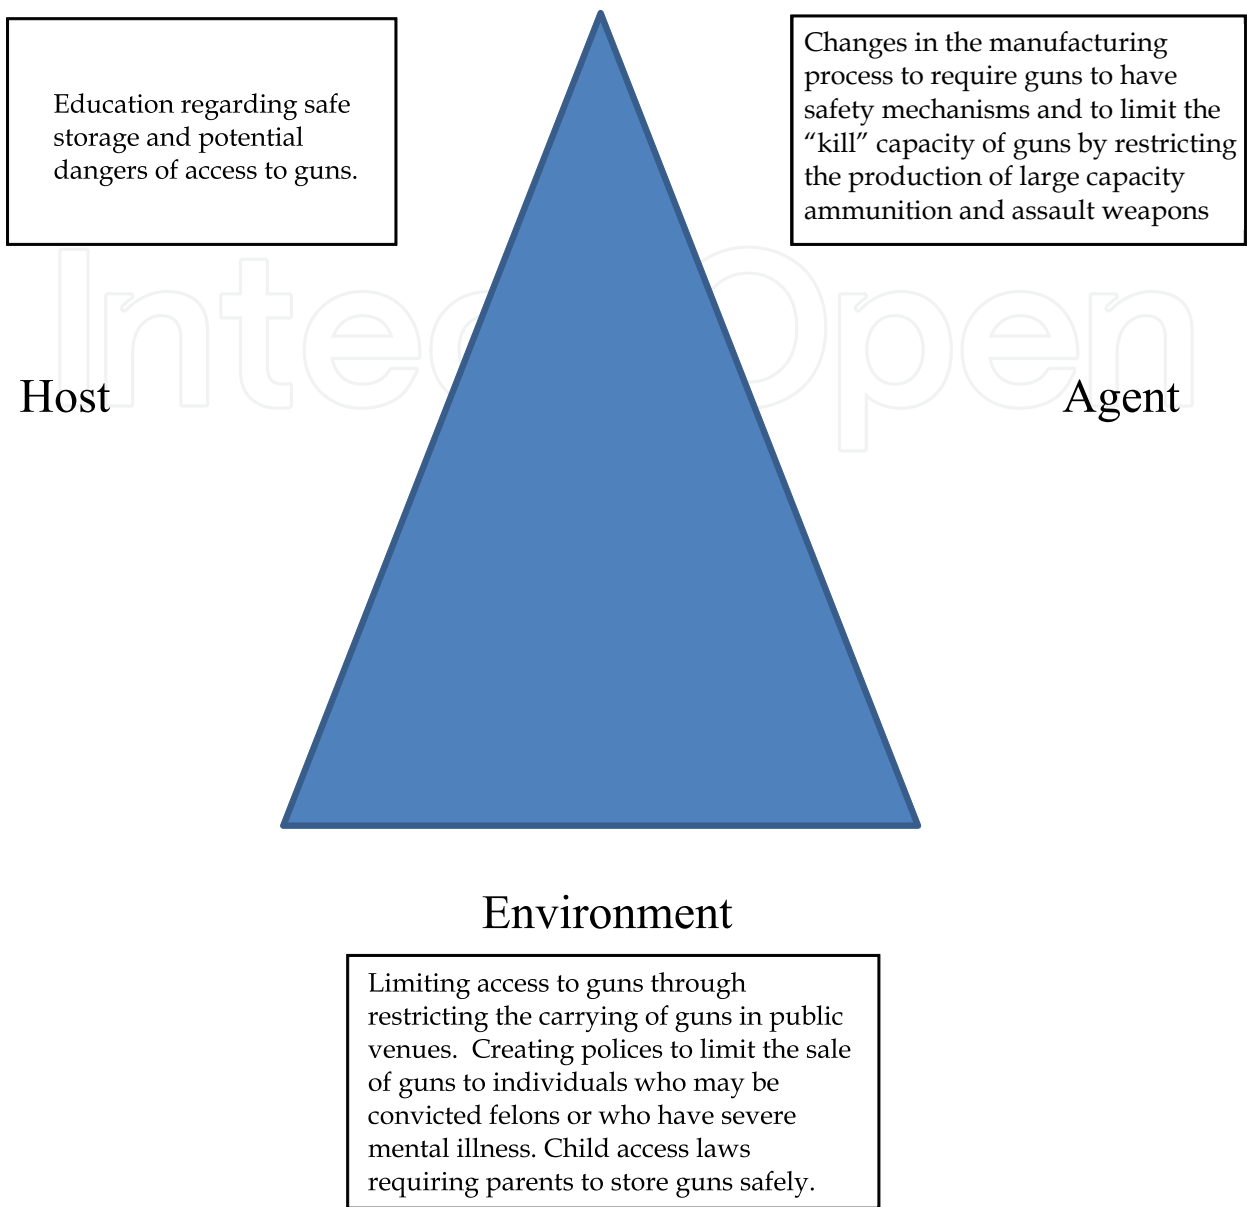 Education regarding safe
storage and potential
dangers of access to guns.
Changes in the manufacturing
process to require guns to have
safety mechanisms and to limit the
“kill” capacity of guns by restricting
the production of large capacity
ammunition and assault weapons
Host
Agent
Environment
Limiting access to guns through
restricting the carrying of guns in public
venues.  Creating polices to limit the sale
of guns to individuals who may be
convicted felons or who have severe
mental illness. Child access laws
requiring parents to store guns safely.